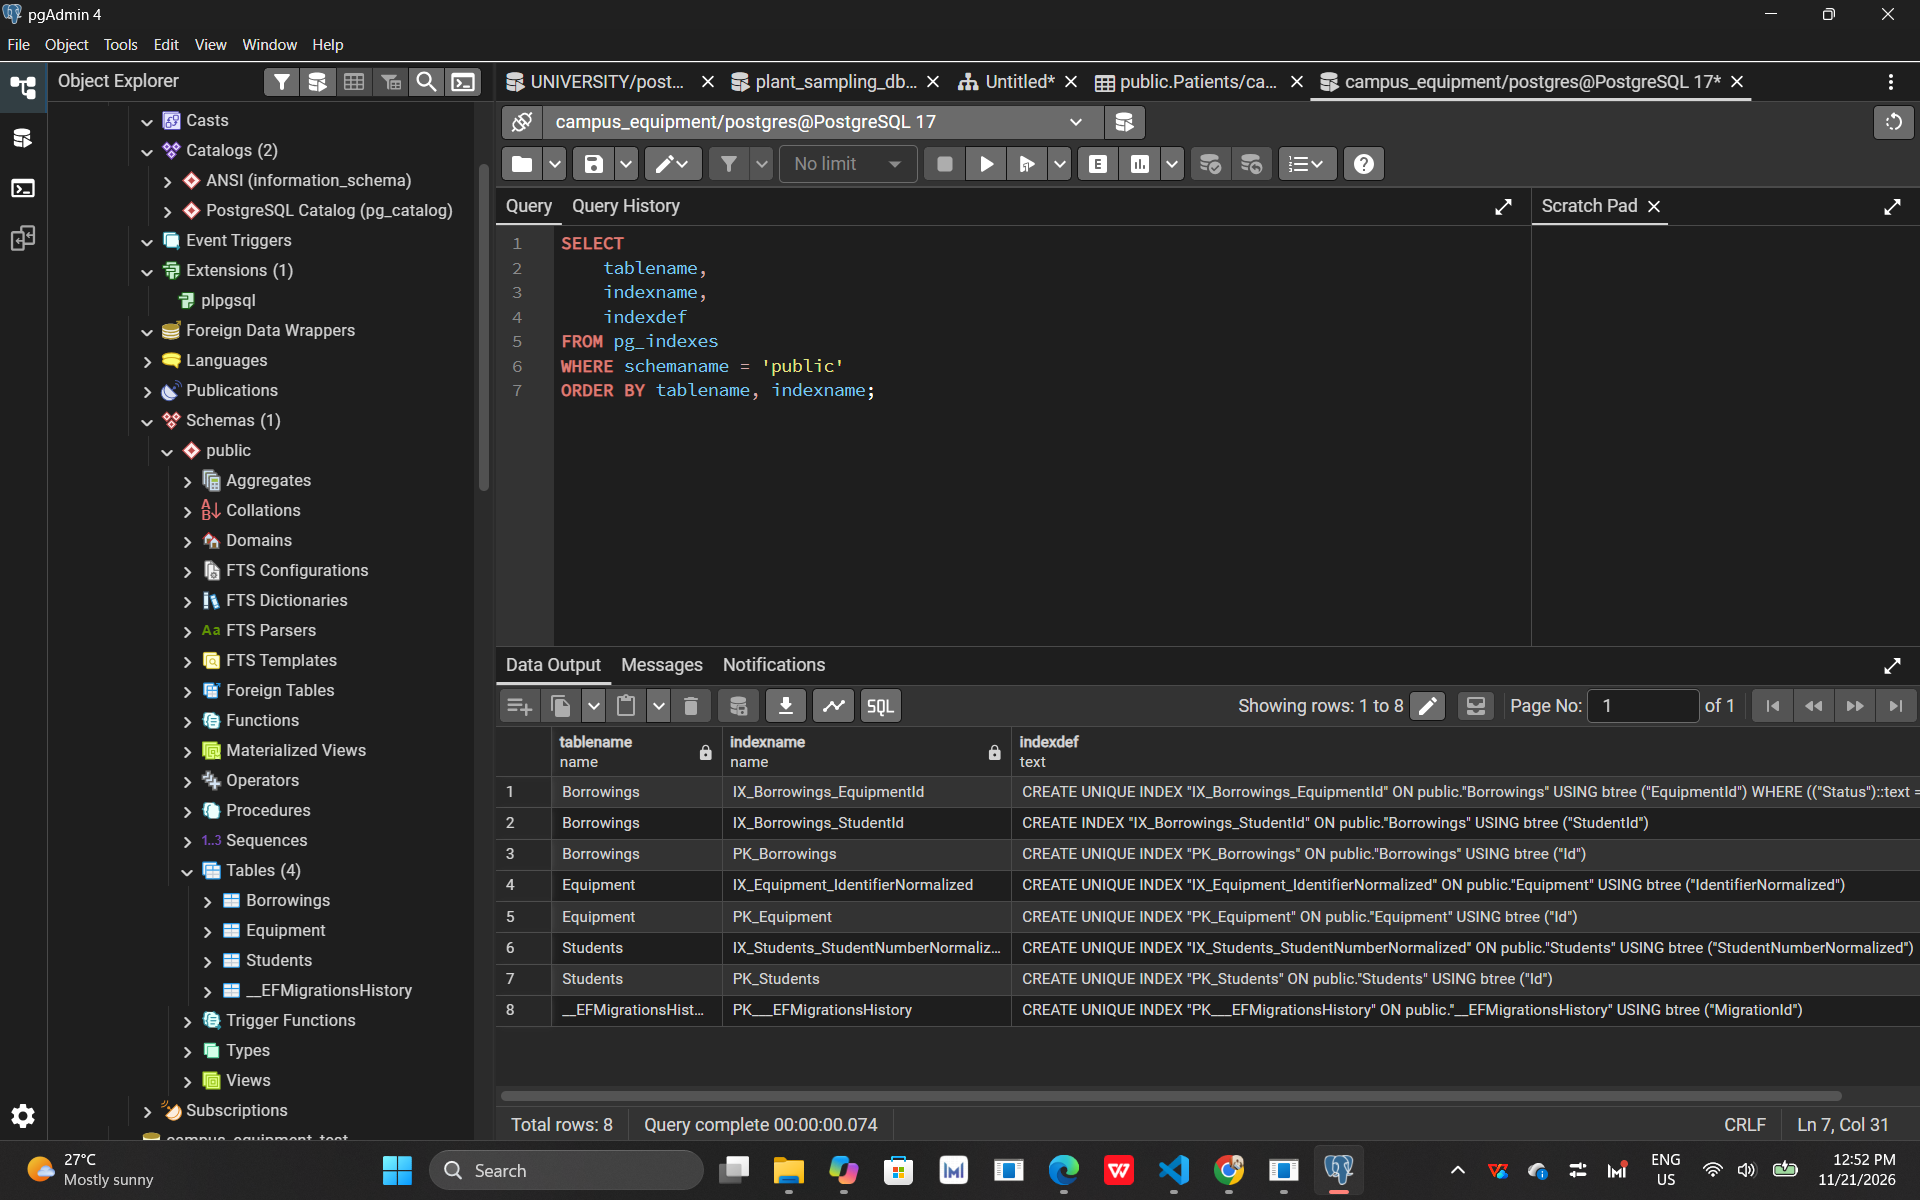 pgAdmin 4
File Object Tools Edit View Window Help
Object Explorer
UNIVERSITY/post...
plant_sampling_db...
Untitled*
public.Patients/ca...
campus_equipment/postgres@PostgreSQL 17*
campus_equipment/postgres@PostgreSQL 17
No limit
E
Casts
Catalogs (2)
ANSI (information_schema)
PostgreSQL Catalog (pg_catalog)
Event Triggers
Extensions (1)
plpgsql
Foreign Data Wrappers
Languages
Publications
Schemas (1)
public
Aggregates
Collations
Domains
FTS Configurations
FTS Dictionaries
Aa FTS Parsers
FTS Templates
Foreign Tables
Functions
Materialized Views
Operators
Procedures
1..3 Sequences
Tables (4)
Borrowings
Equipment
Students
__EFMigrationsHistory
Trigger Functions
Types
Views
Subscriptions
Query Query History
Scratch Pad
1 SELECT
2 tablename,
3 indexname,
4 indexdef
5 FROM pg_indexes
6 WHERE schemaname = 'public'
7 ORDER BY tablename, indexname;
Data Output Messages Notifications
SQL
Showing rows: 1 to 8
Page No: 1 of 1
tablename indexname indexdef
name name text
1 Borrowings IX_Borrowings_EquipmentId CREATE UNIQUE INDEX "IX_Borrowings_EquipmentId" ON public."Borrowings" USING btree ("EquipmentId") WHERE (("Status")::text =
2 Borrowings IX_Borrowings_StudentId CREATE INDEX "IX_Borrowings_StudentId" ON public."Borrowings" USING btree ("StudentId")
3 Borrowings PK_Borrowings CREATE UNIQUE INDEX "PK_Borrowings" ON public."Borrowings" USING btree ("Id")
4 Equipment IX_Equipment_IdentifierNormalized CREATE UNIQUE INDEX "IX_Equipment_IdentifierNormalized" ON public."Equipment" USING btree ("IdentifierNormalized")
5 Equipment PK_Equipment CREATE UNIQUE INDEX "PK_Equipment" ON public."Equipment" USING btree ("Id")
6 Students IX_Students_StudentNumberNormaliz... CREATE UNIQUE INDEX "IX_Students_StudentNumberNormalized" ON public."Students" USING btree ("StudentNumberNormalized")
7 Students PK_Students CREATE UNIQUE INDEX "PK_Students" ON public."Students" USING btree ("Id")
8 __EFMigrationsHist... PK___EFMigrationsHistory CREATE UNIQUE INDEX "PK___EFMigrationsHistory" ON public."__EFMigrationsHistory" USING btree ("MigrationId")
Total rows: 8
Query complete 00:00:00.074
CRLF
Ln 7, Col 31
27°C
Mostly sunny
Search
ENG
US
12:52 PM
11/21/2026